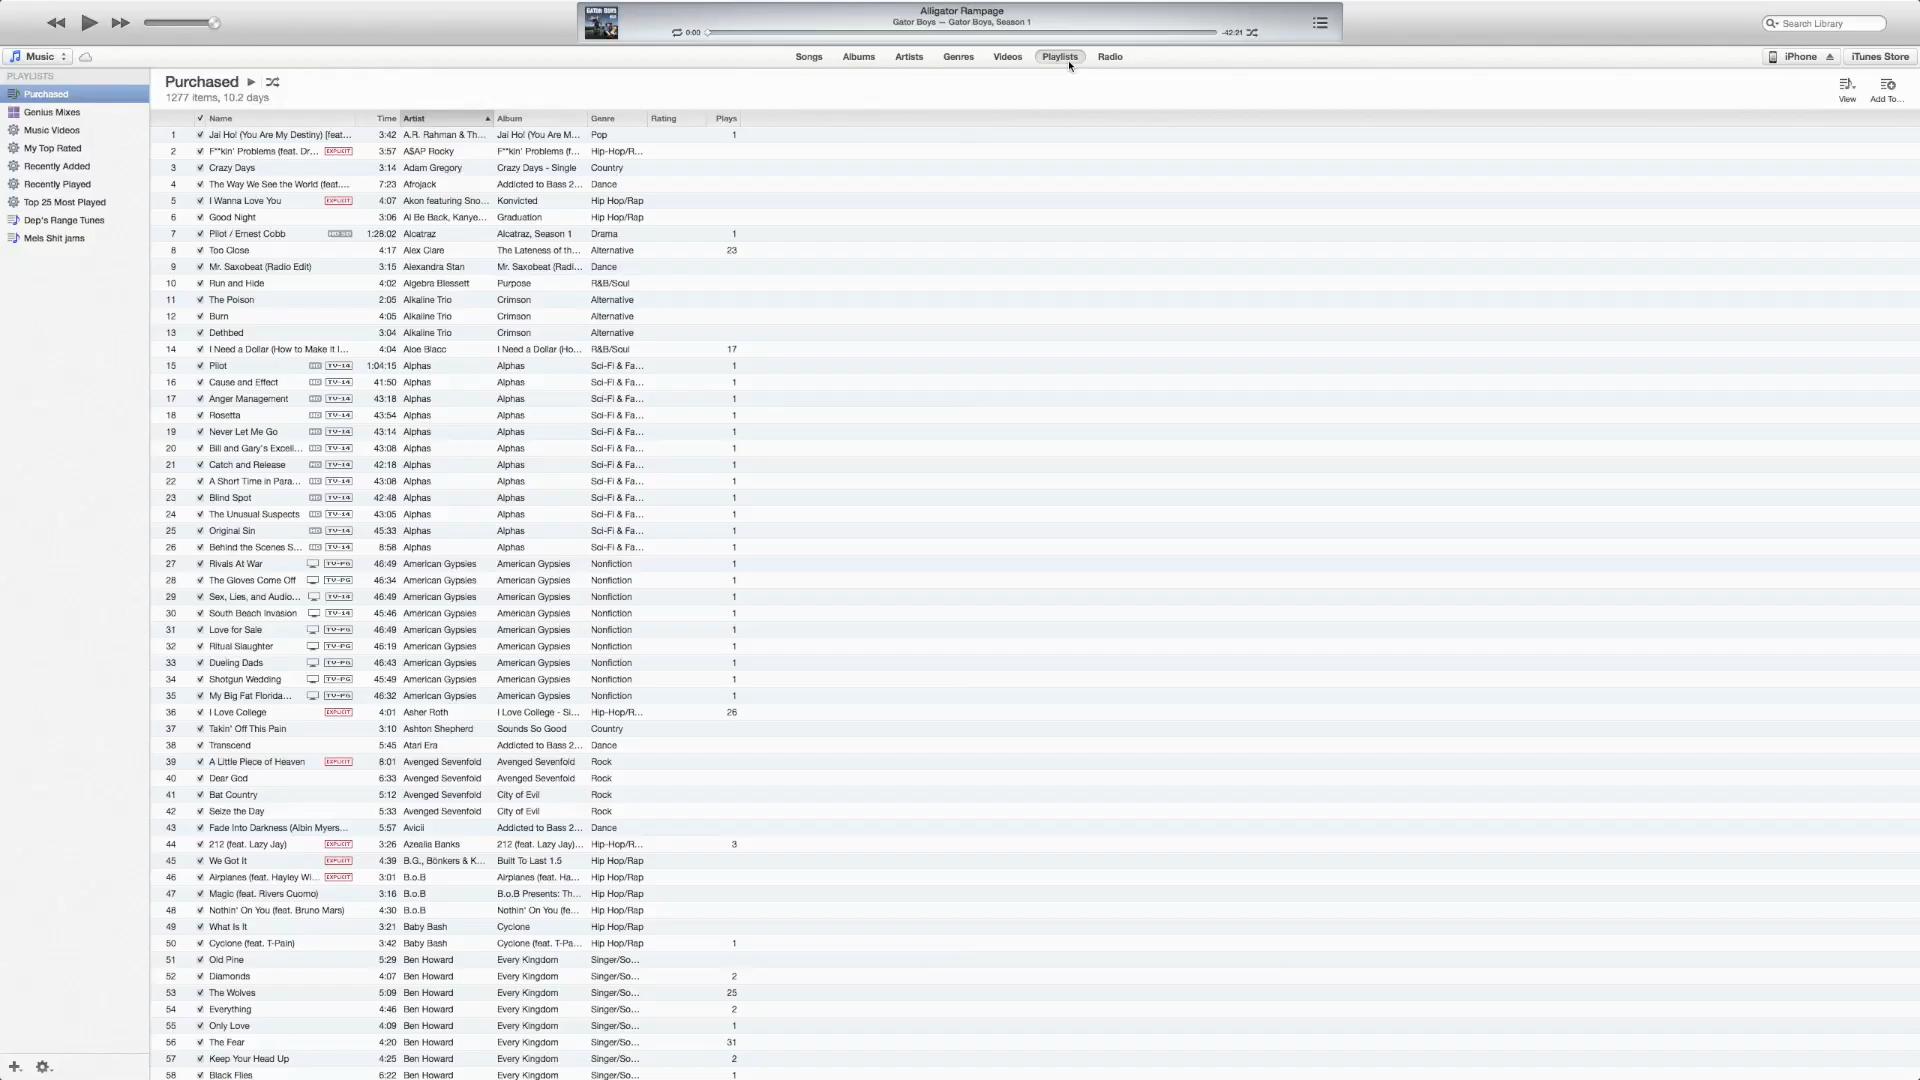 GATOR BOYS
Alligator Rampage
Gator Boys — Gator Boys, Season 1
0:00
-42:21
Search Library
Music
Songs Albums Artists Genres Videos Playlists Radio
iPhone
iTunes Store
PLAYLISTS
Purchased
Genius Mixes
Music Videos
My Top Rated
Recently Added
Recently Played
Top 25 Most Played
Dep's Range Tunes
Mels Shit jams
Purchased
1277 items, 10.2 days
View
Add To...
Name Time Artist Album Genre Rating Plays
1 Jai Ho! (You Are My Destiny) [feat... 3:42 A.R. Rahman & Th... Jai Ho! (You Are M... Pop 1
2 F**kin' Problems (feat. Dr... EXPLICIT 3:57 A$AP Rocky F**kin' Problems (f... Hip-Hop/R...
3 Crazy Days 3:14 Adam Gregory Crazy Days - Single Country
4 The Way We See the World (feat.... 7:23 Afrojack Addicted to Bass 2... Dance
5 I Wanna Love You EXPLICIT 4:07 Akon featuring Sno... Konvicted Hip Hop/Rap
6 Good Night 3:06 Al Be Back, Kanye... Graduation Hip Hop/Rap
7 Pilot / Ernest Cobb HD-SD 1:28:02 Alcatraz Alcatraz, Season 1 Drama 1
8 Too Close 4:17 Alex Clare The Lateness of th... Alternative 23
9 Mr. Saxobeat (Radio Edit) 3:15 Alexandra Stan Mr. Saxobeat (Radi... Dance
10 Run and Hide 4:02 Algebra Blessett Purpose R&B/Soul
11 The Poison 2:05 Alkaline Trio Crimson Alternative
12 Burn 4:05 Alkaline Trio Crimson Alternative
13 Dethbed 3:04 Alkaline Trio Crimson Alternative
14 I Need a Dollar (How to Make It I... 4:04 Aloe Blacc I Need a Dollar (Ho... R&B/Soul 17
15 Pilot HD TV-14 1:04:15 Alphas Alphas Sci-Fi & Fa... 1
16 Cause and Effect HD TV-14 41:50 Alphas Alphas Sci-Fi & Fa... 1
17 Anger Management HD TV-14 43:18 Alphas Alphas Sci-Fi & Fa... 1
18 Rosetta HD TV-14 43:54 Alphas Alphas Sci-Fi & Fa... 1
19 Never Let Me Go HD TV-14 43:14 Alphas Alphas Sci-Fi & Fa... 1
20 Bill and Gary's Excell... HD TV-14 43:08 Alphas Alphas Sci-Fi & Fa... 1
21 Catch and Release HD TV-14 42:18 Alphas Alphas Sci-Fi & Fa... 1
22 A Short Time in Para... HD TV-14 43:08 Alphas Alphas Sci-Fi & Fa... 1
23 Blind Spot HD TV-14 42:48 Alphas Alphas Sci-Fi & Fa... 1
24 The Unusual Suspects HD TV-14 43:05 Alphas Alphas Sci-Fi & Fa... 1
25 Original Sin HD TV-14 45:33 Alphas Alphas Sci-Fi & Fa... 1
26 Behind the Scenes S... HD TV-14 8:58 Alphas Alphas Sci-Fi & Fa... 1
27 Rivals At War TV-PG 46:49 American Gypsies American Gypsies Nonfiction 1
28 The Gloves Come Off TV-PG 46:34 American Gypsies American Gypsies Nonfiction 1
29 Sex, Lies, and Audio... TV-14 46:49 American Gypsies American Gypsies Nonfiction 1
30 South Beach Invasion TV-14 45:46 American Gypsies American Gypsies Nonfiction 1
31 Love for Sale TV-PG 46:49 American Gypsies American Gypsies Nonfiction 1
32 Ritual Slaughter TV-PG 46:19 American Gypsies American Gypsies Nonfiction 1
33 Dueling Dads TV-PG 46:43 American Gypsies American Gypsies Nonfiction 1
34 Shotgun Wedding TV-PG 45:49 American Gypsies American Gypsies Nonfiction 1
35 My Big Fat Florida... TV-PG 46:32 American Gypsies American Gypsies Nonfiction 1
36 I Love College EXPLICIT 4:01 Asher Roth I Love College - Si... Hip-Hop/R... 26
37 Takin' Off This Pain 3:10 Ashton Shepherd Sounds So Good Country
38 Transcend 5:45 Atari Era Addicted to Bass 2... Dance
39 A Little Piece of Heaven EXPLICIT 8:01 Avenged Sevenfold Avenged Sevenfold Rock
40 Dear God 6:33 Avenged Sevenfold Avenged Sevenfold Rock
41 Bat Country 5:12 Avenged Sevenfold City of Evil Rock
42 Seize the Day 5:33 Avenged Sevenfold City of Evil Rock
43 Fade Into Darkness (Albin Myers... 5:57 Avicii Addicted to Bass 2... Dance
44 212 (feat. Lazy Jay) EXPLICIT 3:26 Azealia Banks 212 (feat. Lazy Jay)... Hip-Hop/R... 3
45 We Got It EXPLICIT 4:39 B.G., Bönkers & K... Built To Last 1.5 Hip Hop/Rap
46 Airplanes (feat. Hayley Wi... EXPLICIT 3:01 B.o.B Airplanes (feat. Ha... Hip Hop/Rap
47 Magic (feat. Rivers Cuomo) 3:16 B.o.B B.o.B Presents: Th... Hip Hop/Rap
48 Nothin' On You (feat. Bruno Mars) 4:30 B.o.B Nothin' On You (fe... Hip Hop/Rap
49 What Is It 3:21 Baby Bash Cyclone Hip Hop/Rap
50 Cyclone (feat. T-Pain) 3:42 Baby Bash Cyclone (feat. T-Pa... Hip Hop/Rap 1
51 Old Pine 5:29 Ben Howard Every Kingdom Singer/So...
52 Diamonds 4:07 Ben Howard Every Kingdom Singer/So... 2
53 The Wolves 5:09 Ben Howard Every Kingdom Singer/So... 25
54 Everything 4:46 Ben Howard Every Kingdom Singer/So... 2
55 Only Love 4:09 Ben Howard Every Kingdom Singer/So... 1
56 The Fear 4:20 Ben Howard Every Kingdom Singer/So... 31
57 Keep Your Head Up 4:25 Ben Howard Every Kingdom Singer/So... 2
58 Black Flies 6:22 Ben Howard Every Kingdom Singer/So... 1